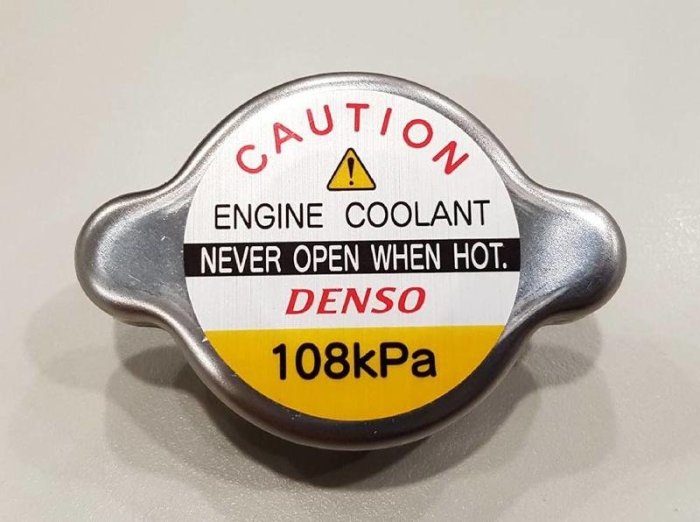 CAUTION
ENGINE COOLANT
NEVER OPEN WHEN HOT.
DENSO
108kPa